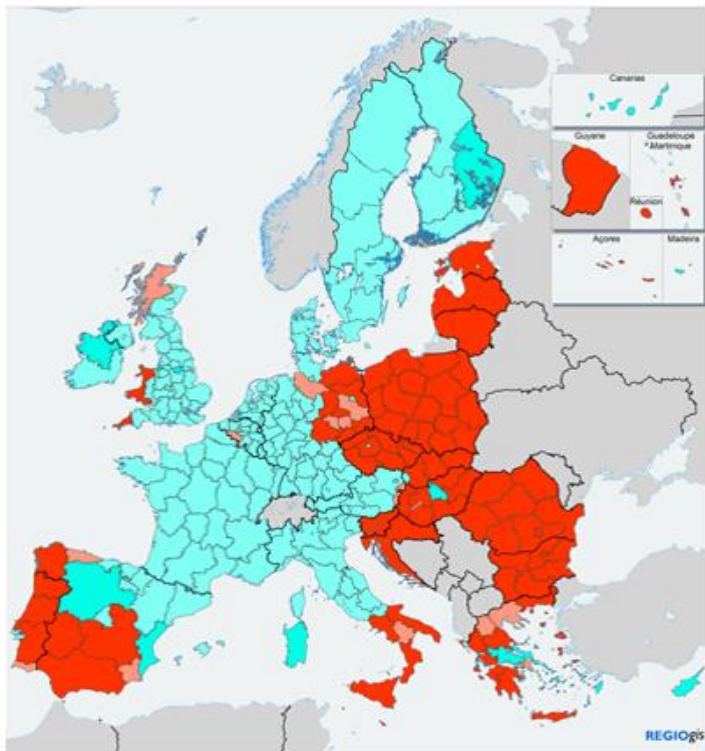 Canarias
Guyane
Guadeloupe
Martinique
Réunion
Açores
Madeira
REGIOgis